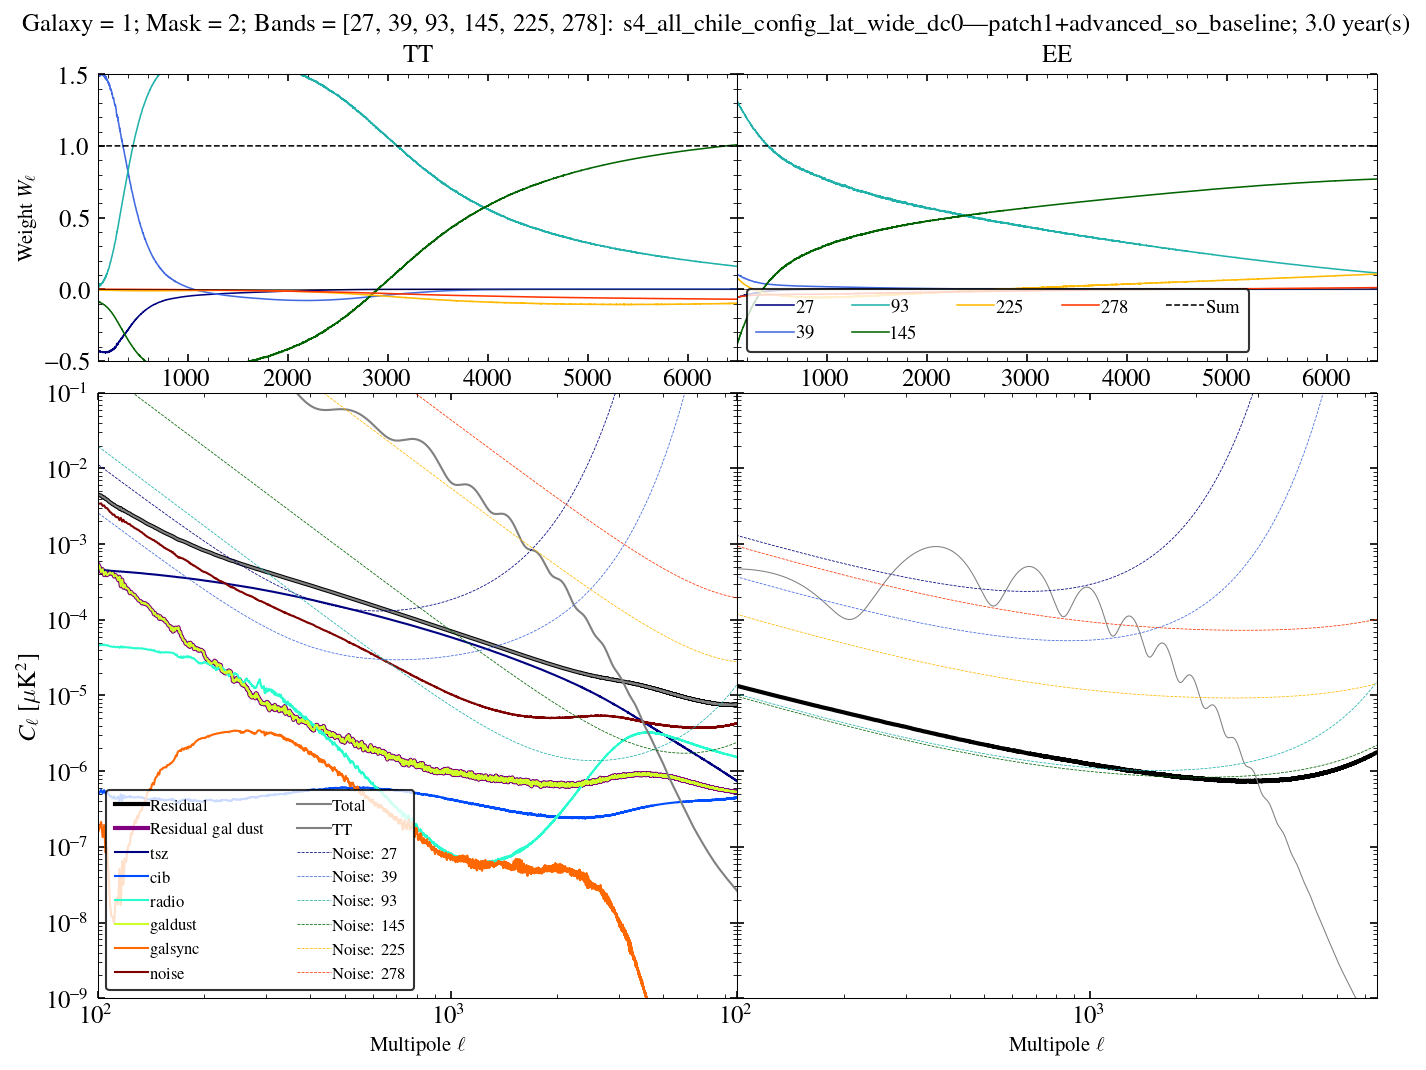 Galaxy = 1; Mask = 2; Bands = [27, 39, 93, 145, 225, 278]: s4_all_chile_config_lat_wide_dc0—patch1+advanced_so_baseline; 3.0 year(s)
TT EE
1.5
1.0
0.5
0.0
−0.5
Weight Wℓ
27 93 225 278 Sum
39 145
1000 2000 3000 4000 5000 6000 1000 2000 3000 4000 5000 6000
10⁻¹
10⁻²
10⁻³
10⁻⁴
10⁻⁵
10⁻⁶
10⁻⁷
10⁻⁸
10⁻⁹
Cℓ [μK²]
Residual Total
Residual gal dust TT
tsz Noise: 27
cib Noise: 39
radio Noise: 93
galdust Noise: 145
galsync Noise: 225
noise Noise: 278
10² 10³ 10² 10³
Multipole ℓ Multipole ℓ